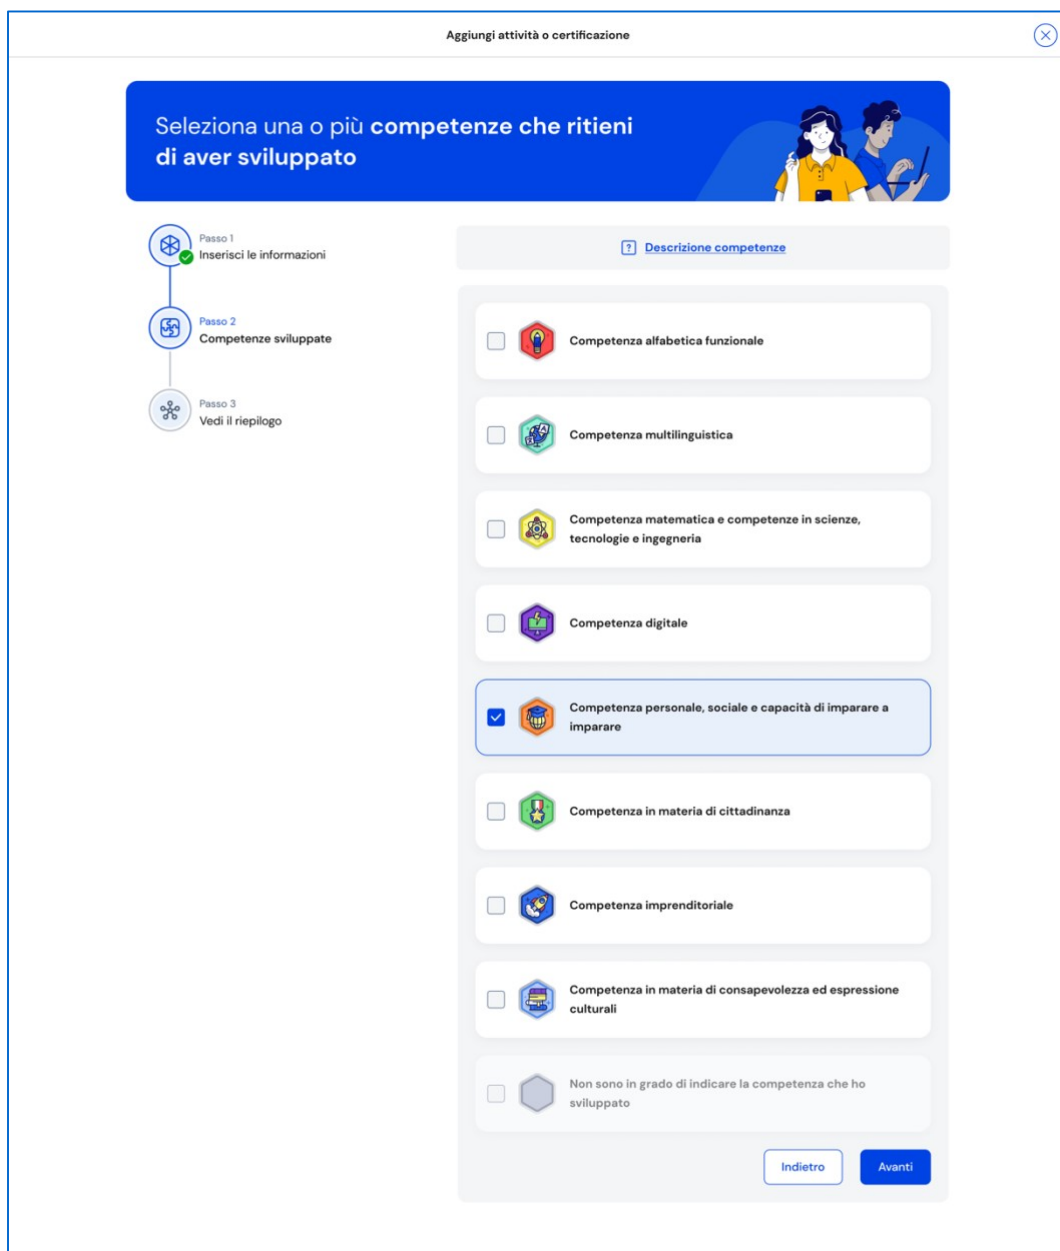 Aggiungi attività o certificazione
Seleziona una o più competenze che ritieni
di aver sviluppato
Passo 1
Inserisci le informazioni
Passo 2
Competenze sviluppate
Passo 3
Vedi il riepilogo
? Descrizione competenze
Competenza alfabetica funzionale
Competenza multilinguistica
Competenza matematica e competenze in scienze,
tecnologie e ingegneria
Competenza digitale
Competenza personale, sociale e capacità di imparare a
imparare
Competenza in materia di cittadinanza
Competenza imprenditoriale
Competenza in materia di consapevolezza ed espressione
culturali
Non sono in grado di indicare la competenza che ho
sviluppato
Indietro
Avanti